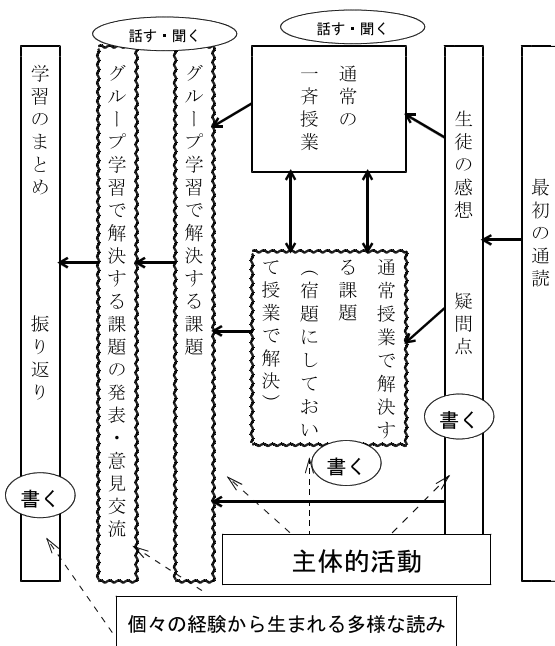 話す・聞く
話す・聞く
最初の通読
生徒の感想　疑問点
書く
通常の
一斉授業
通常授業で解決す
る課題
（宿題にしておい
て授業で解決）
書く
グループ学習で解決する課題
グループ学習で解決する課題の発表・意見交流
学習のまとめ　振り返り
書く
主体的活動
個々の経験から生まれる多様な読み